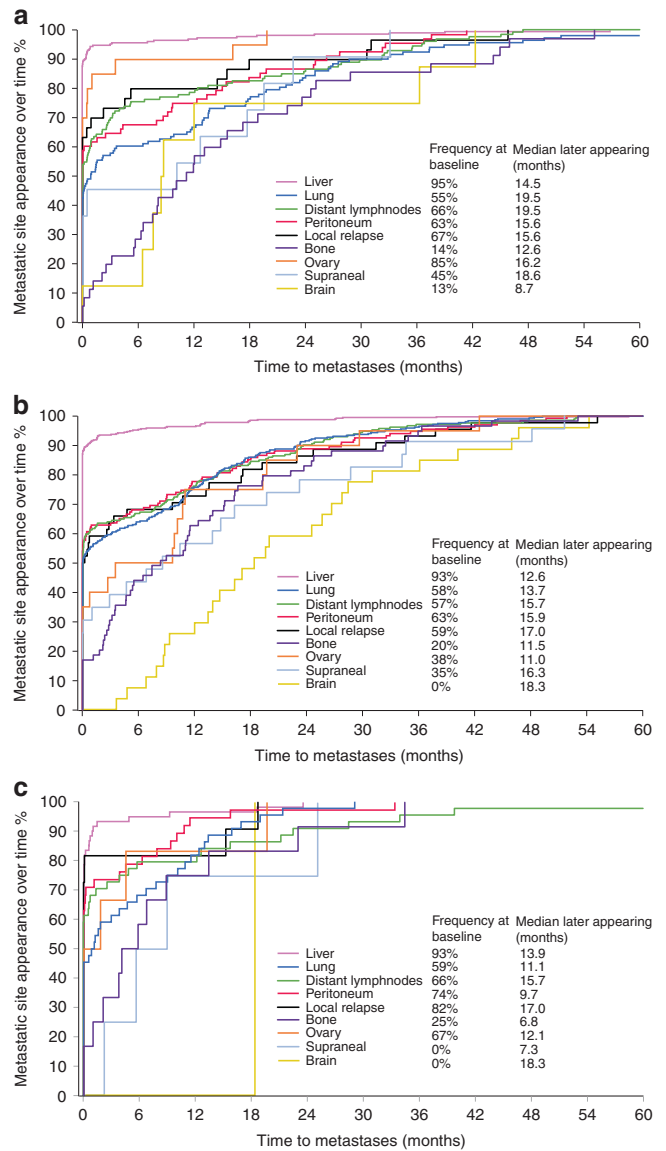 a
Metastatic site appearance over time %
100
90
80
70
60
50
40
30
20
10
0
Frequency at baseline Median later appearing (months)
Liver 95% 14.5
Lung 55% 19.5
Distant lymphnodes 66% 19.5
Peritoneum 63% 15.6
Local relapse 67% 15.6
Bone 14% 12.6
Ovary 85% 16.2
Supraneal 45% 18.6
Brain 13% 8.7
0 6 12 18 24 30 36 42 48 54 60
Time to metastases (months)
b
Metastatic site appearance over time %
100
90
80
70
60
50
40
30
20
10
0
Frequency at baseline Median later appearing (months)
Liver 93% 12.6
Lung 58% 13.7
Distant lymphnodes 57% 15.7
Peritoneum 63% 15.9
Local relapse 59% 17.0
Bone 20% 11.5
Ovary 38% 11.0
Supraneal 35% 16.3
Brain 0% 18.3
0 6 12 18 24 30 36 42 48 54 60
Time to metastases (months)
c
Metastatic site appearance over time %
100
90
80
70
60
50
40
30
20
10
0
Frequency at baseline Median later appearing (months)
Liver 93% 13.9
Lung 59% 11.1
Distant lymphnodes 66% 15.7
Peritoneum 74% 9.7
Local relapse 82% 17.0
Bone 25% 6.8
Ovary 67% 12.1
Supraneal 0% 7.3
Brain 0% 18.3
0 6 12 18 24 30 36 42 48 54 60
Time to metastases (months)